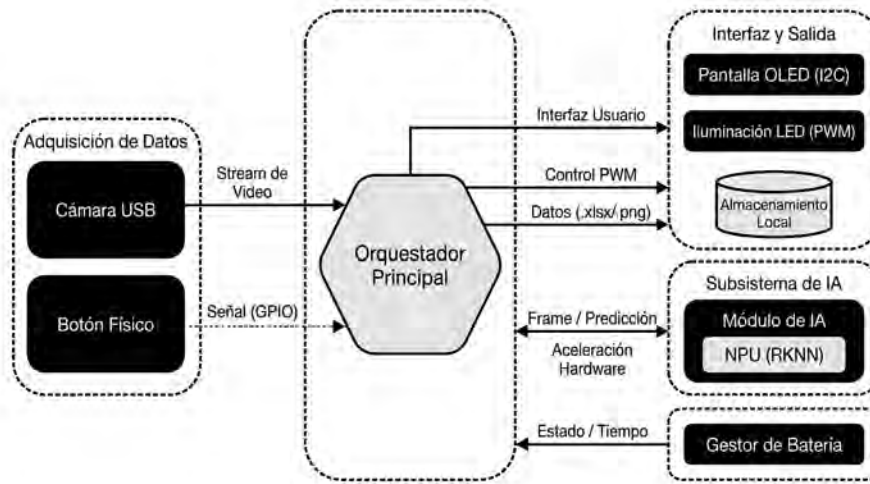 Adquisición de Datos
Cámara USB
Botón Físico
Stream de
Video
Señal (GPIO)
Orquestador
Principal
Interfaz Usuario
Control PWM
Datos (.xlsx/ png)
Frame / Predicción
Aceleración
Hardware
Estado / Tiempo
Interfaz y Salida
Pantalla OLED (I2C)
Iluminación LED (PWM)
Almacenamiento
Local
Subsistema de IA
Módulo de IA
NPU (RKNN)
Gestor de Batería